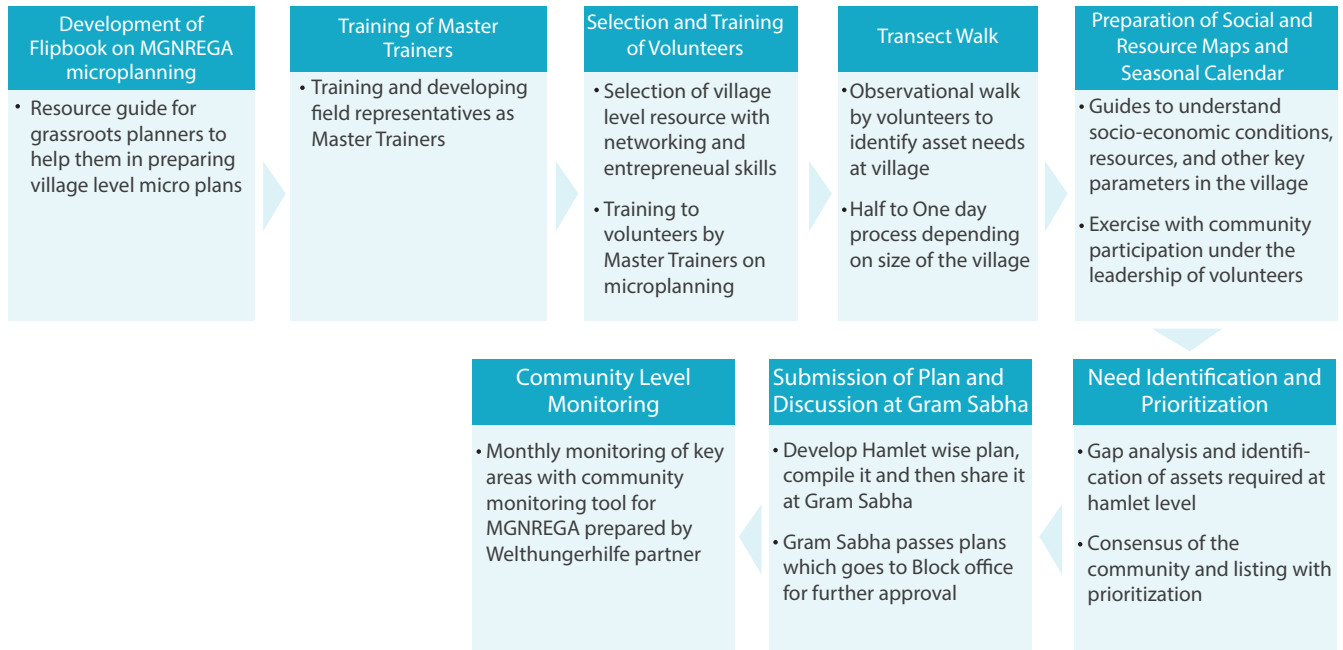 Development of
Flipbook on MGNREGA
microplanning
• Resource guide for
grassroots planners to
help them in preparing
village level micro plans
Training of Master
Trainers
• Training and developing
field representatives as
Master Trainers
Selection and Training
of Volunteers
• Selection of village
level resource with
networking and
entrepreneual skills
• Training to
volunteers by
Master Trainers on
microplanning
Transect Walk
• Observational walk
by volunteers to
identify asset needs
at village
• Half to One day
process depending
on size of the village
Preparation of Social and
Resource Maps and
Seasonal Calendar
• Guides to understand
socio-economic conditions,
resources, and other key
parameters in the village
• Exercise with community
participation under the
leadership of volunteers
Need Identification and
Prioritization
• Gap analysis and identifi-
cation of assets required at
hamlet level
• Consensus of the
community and listing with
prioritization
Submission of Plan and
Discussion at Gram Sabha
• Develop Hamlet wise plan,
compile it and then share it
at Gram Sabha
• Gram Sabha passes plans
which goes to Block office
for further approval
Community Level
Monitoring
• Monthly monitoring of key
areas with community
monitoring tool for
MGNREGA prepared by
Welthungerhilfe partner